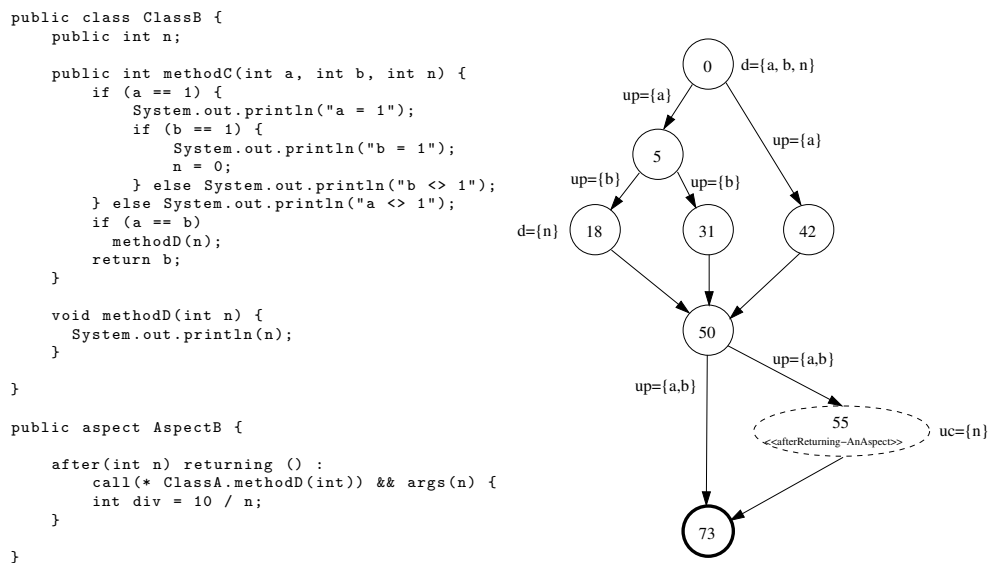 public class ClassB {
public int n;
public int methodC(int a, int b, int n) {
if (a == 1) {
System.out.println("a = 1");
if (b == 1) {
System.out.println("b = 1");
n = 0;
} else System.out.println("b <> 1");
} else System.out.println("a <> 1");
if (a == b)
methodD(n);
return b;
}
void methodD(int n) {
System.out.println(n);
}
}
public aspect AspectB {
after(int n) returning () :
call(* ClassA.methodD(int)) && args(n) {
int div = 10 / n;
}
}
0
d={a, b, n}
up={a}
up={a}
5
up={b}
up={b}
d={n}
18
31
42
50
up={a,b}
up={a,b}
55
<<afterReturning−AnAspect>>
uc={n}
73